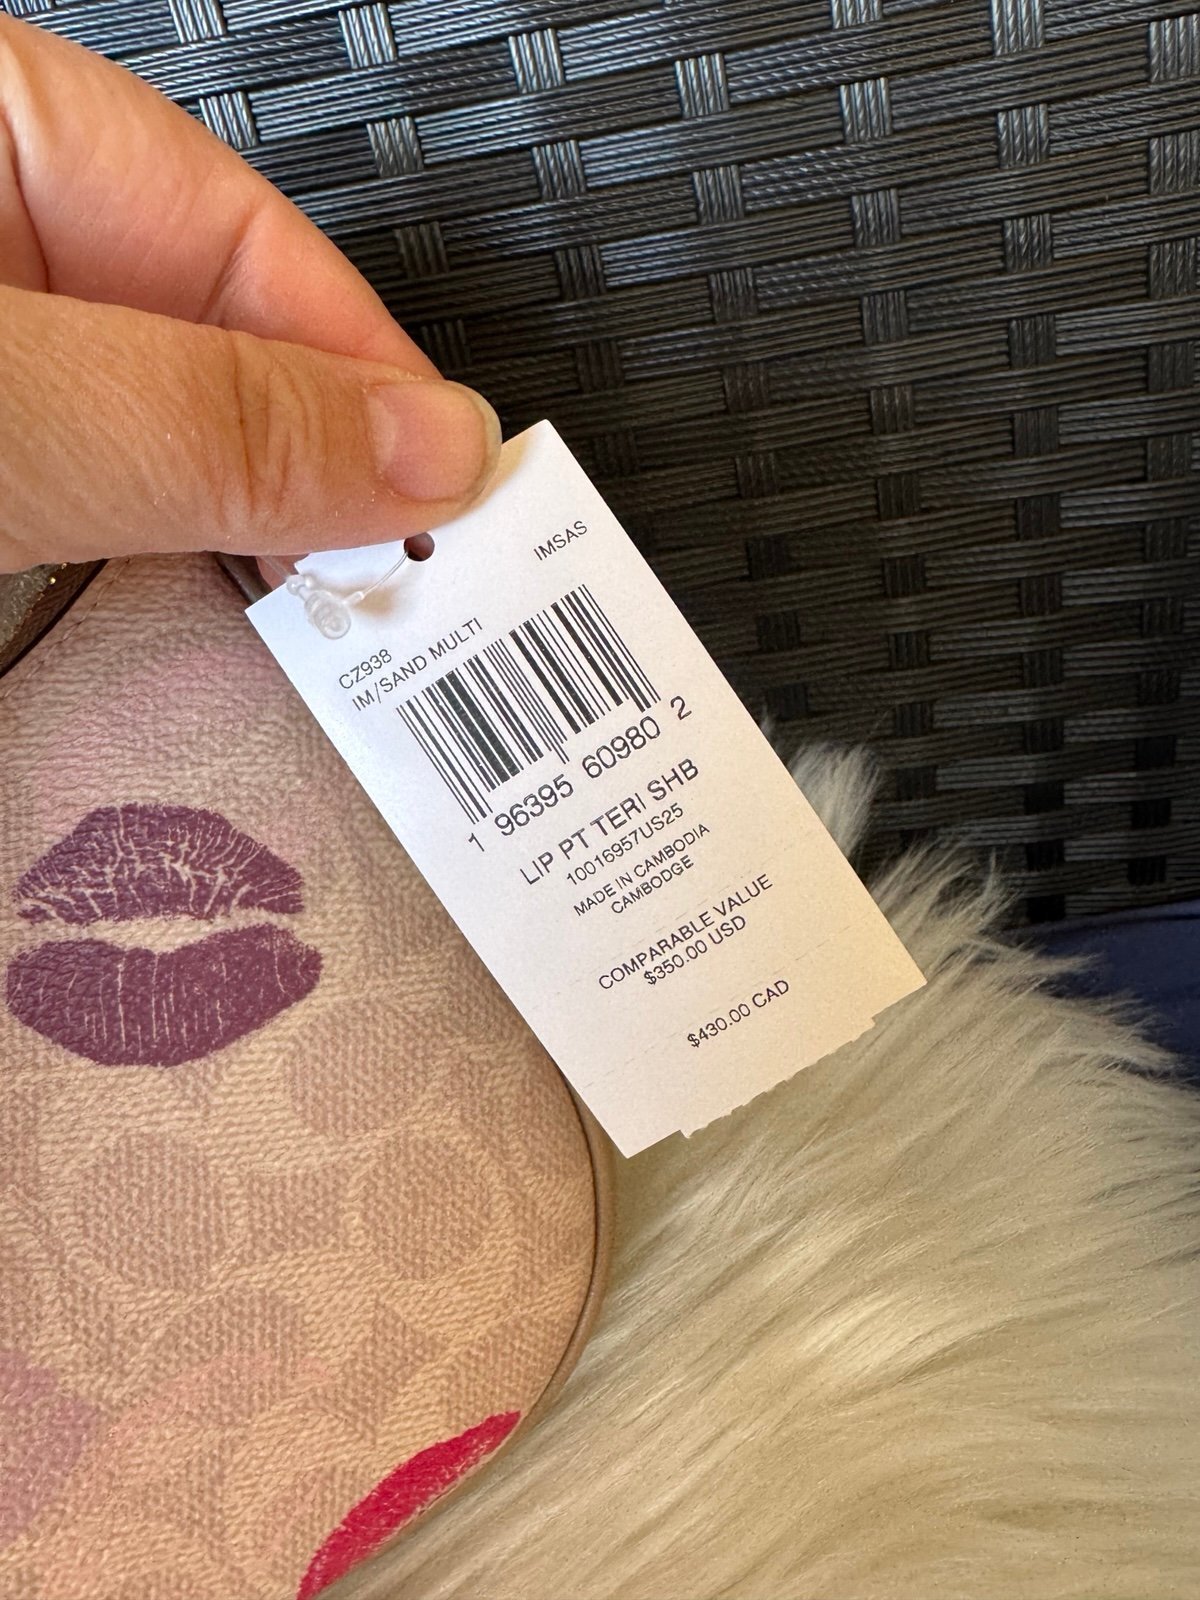 IMSAS
CZ938
IM/SAND MULTI
1 96395 60980 2
LIP PT TERI SHB
10016957US25
MADE IN CAMBODIA
CAMBODGE
COMPARABLE VALUE
$350.00 USD
$430.00 CAD